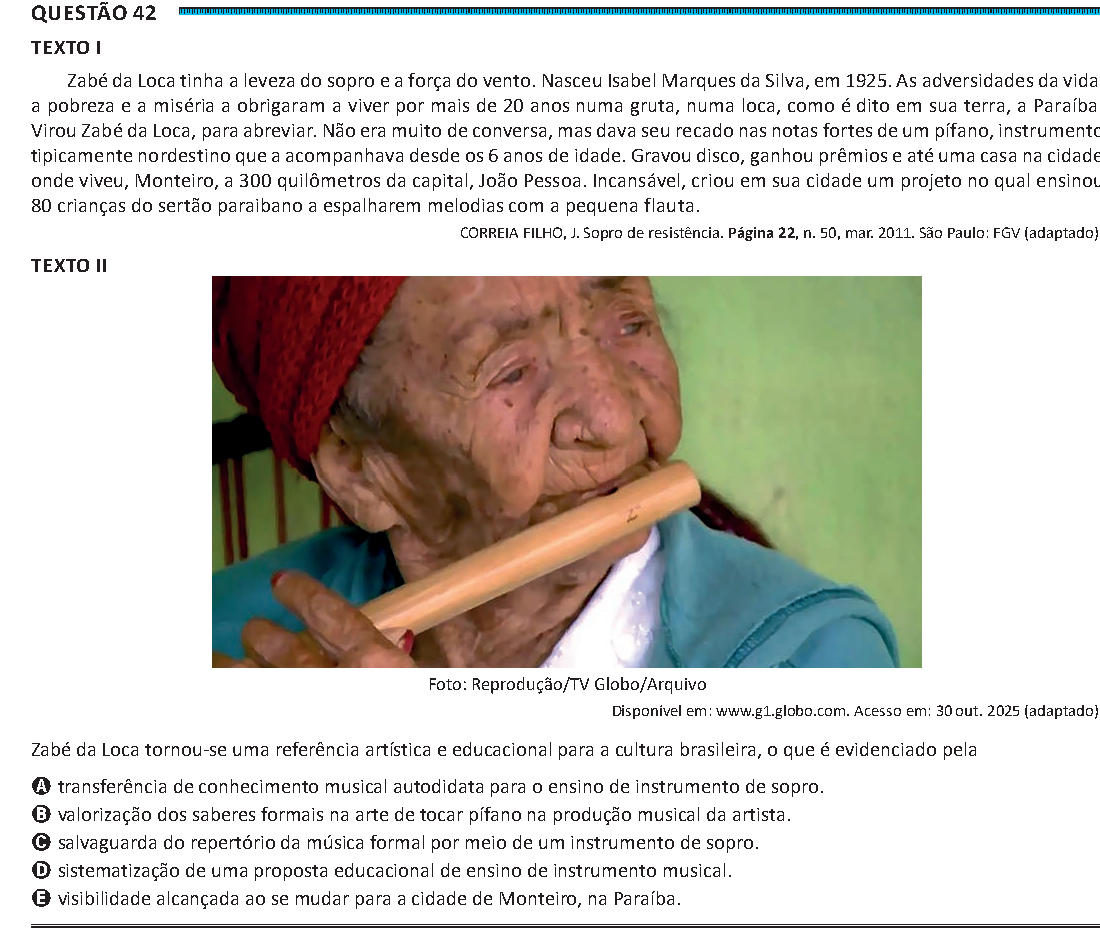 QUESTÃO 42
TEXTO I
Zabé da Loca tinha a leveza do sopro e a força do vento. Nasceu Isabel Marques da Silva, em 1925. As adversidades da vida
a pobreza e a miséria a obrigaram a viver por mais de 20 anos numa gruta, numa loca, como é dito em sua terra, a Paraíba
Virou Zabé da Loca, para abreviar. Não era muito de conversa, mas dava seu recado nas notas fortes de um pífano, instrumento
tipicamente nordestino que a acompanhava desde os 6 anos de idade. Gravou disco, ganhou prêmios e até uma casa na cidade
onde viveu, Monteiro, a 300 quilômetros da capital, João Pessoa. Incansável, criou em sua cidade um projeto no qual ensinou
80 crianças do sertão paraibano a espalharem melodias com a pequena flauta.
CORREIA FILHO, J. Sopro de resistência. Página 22, n. 50, mar. 2011. São Paulo: FGV (adaptado)
TEXTO II
Foto: Reprodução/TV Globo/Arquivo
Disponível em: www.g1.globo.com. Acesso em: 30 out. 2025 (adaptado)
Zabé da Loca tornou-se uma referência artística e educacional para a cultura brasileira, o que é evidenciado pela
A transferência de conhecimento musical autodidata para o ensino de instrumento de sopro.
B valorização dos saberes formais na arte de tocar pífano na produção musical da artista.
C salvaguarda do repertório da música formal por meio de um instrumento de sopro.
D sistematização de uma proposta educacional de ensino de instrumento musical.
E visibilidade alcançada ao se mudar para a cidade de Monteiro, na Paraíba.